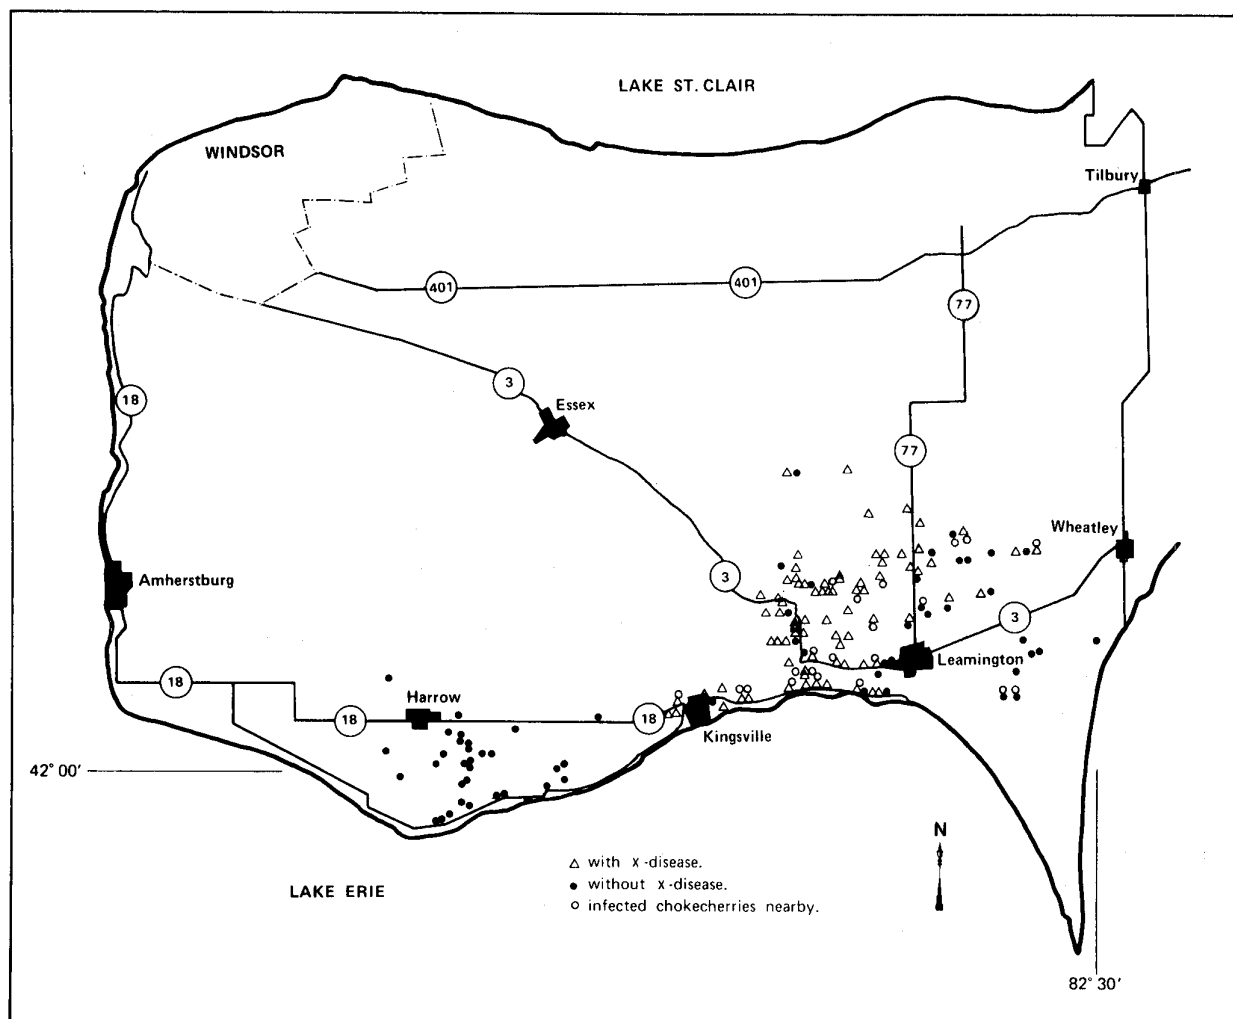 LAKE ST. CLAIR
WINDSOR
Tilbury
401
401
77
3
18
Essex
77
Wheatley
Amherstburg
3
3
Leamington
18
Harrow
18
18
Kingsville
42° 00′
N
with X-disease.
without X-disease.
infected chokecherries nearby.
LAKE ERIE
82° 30′